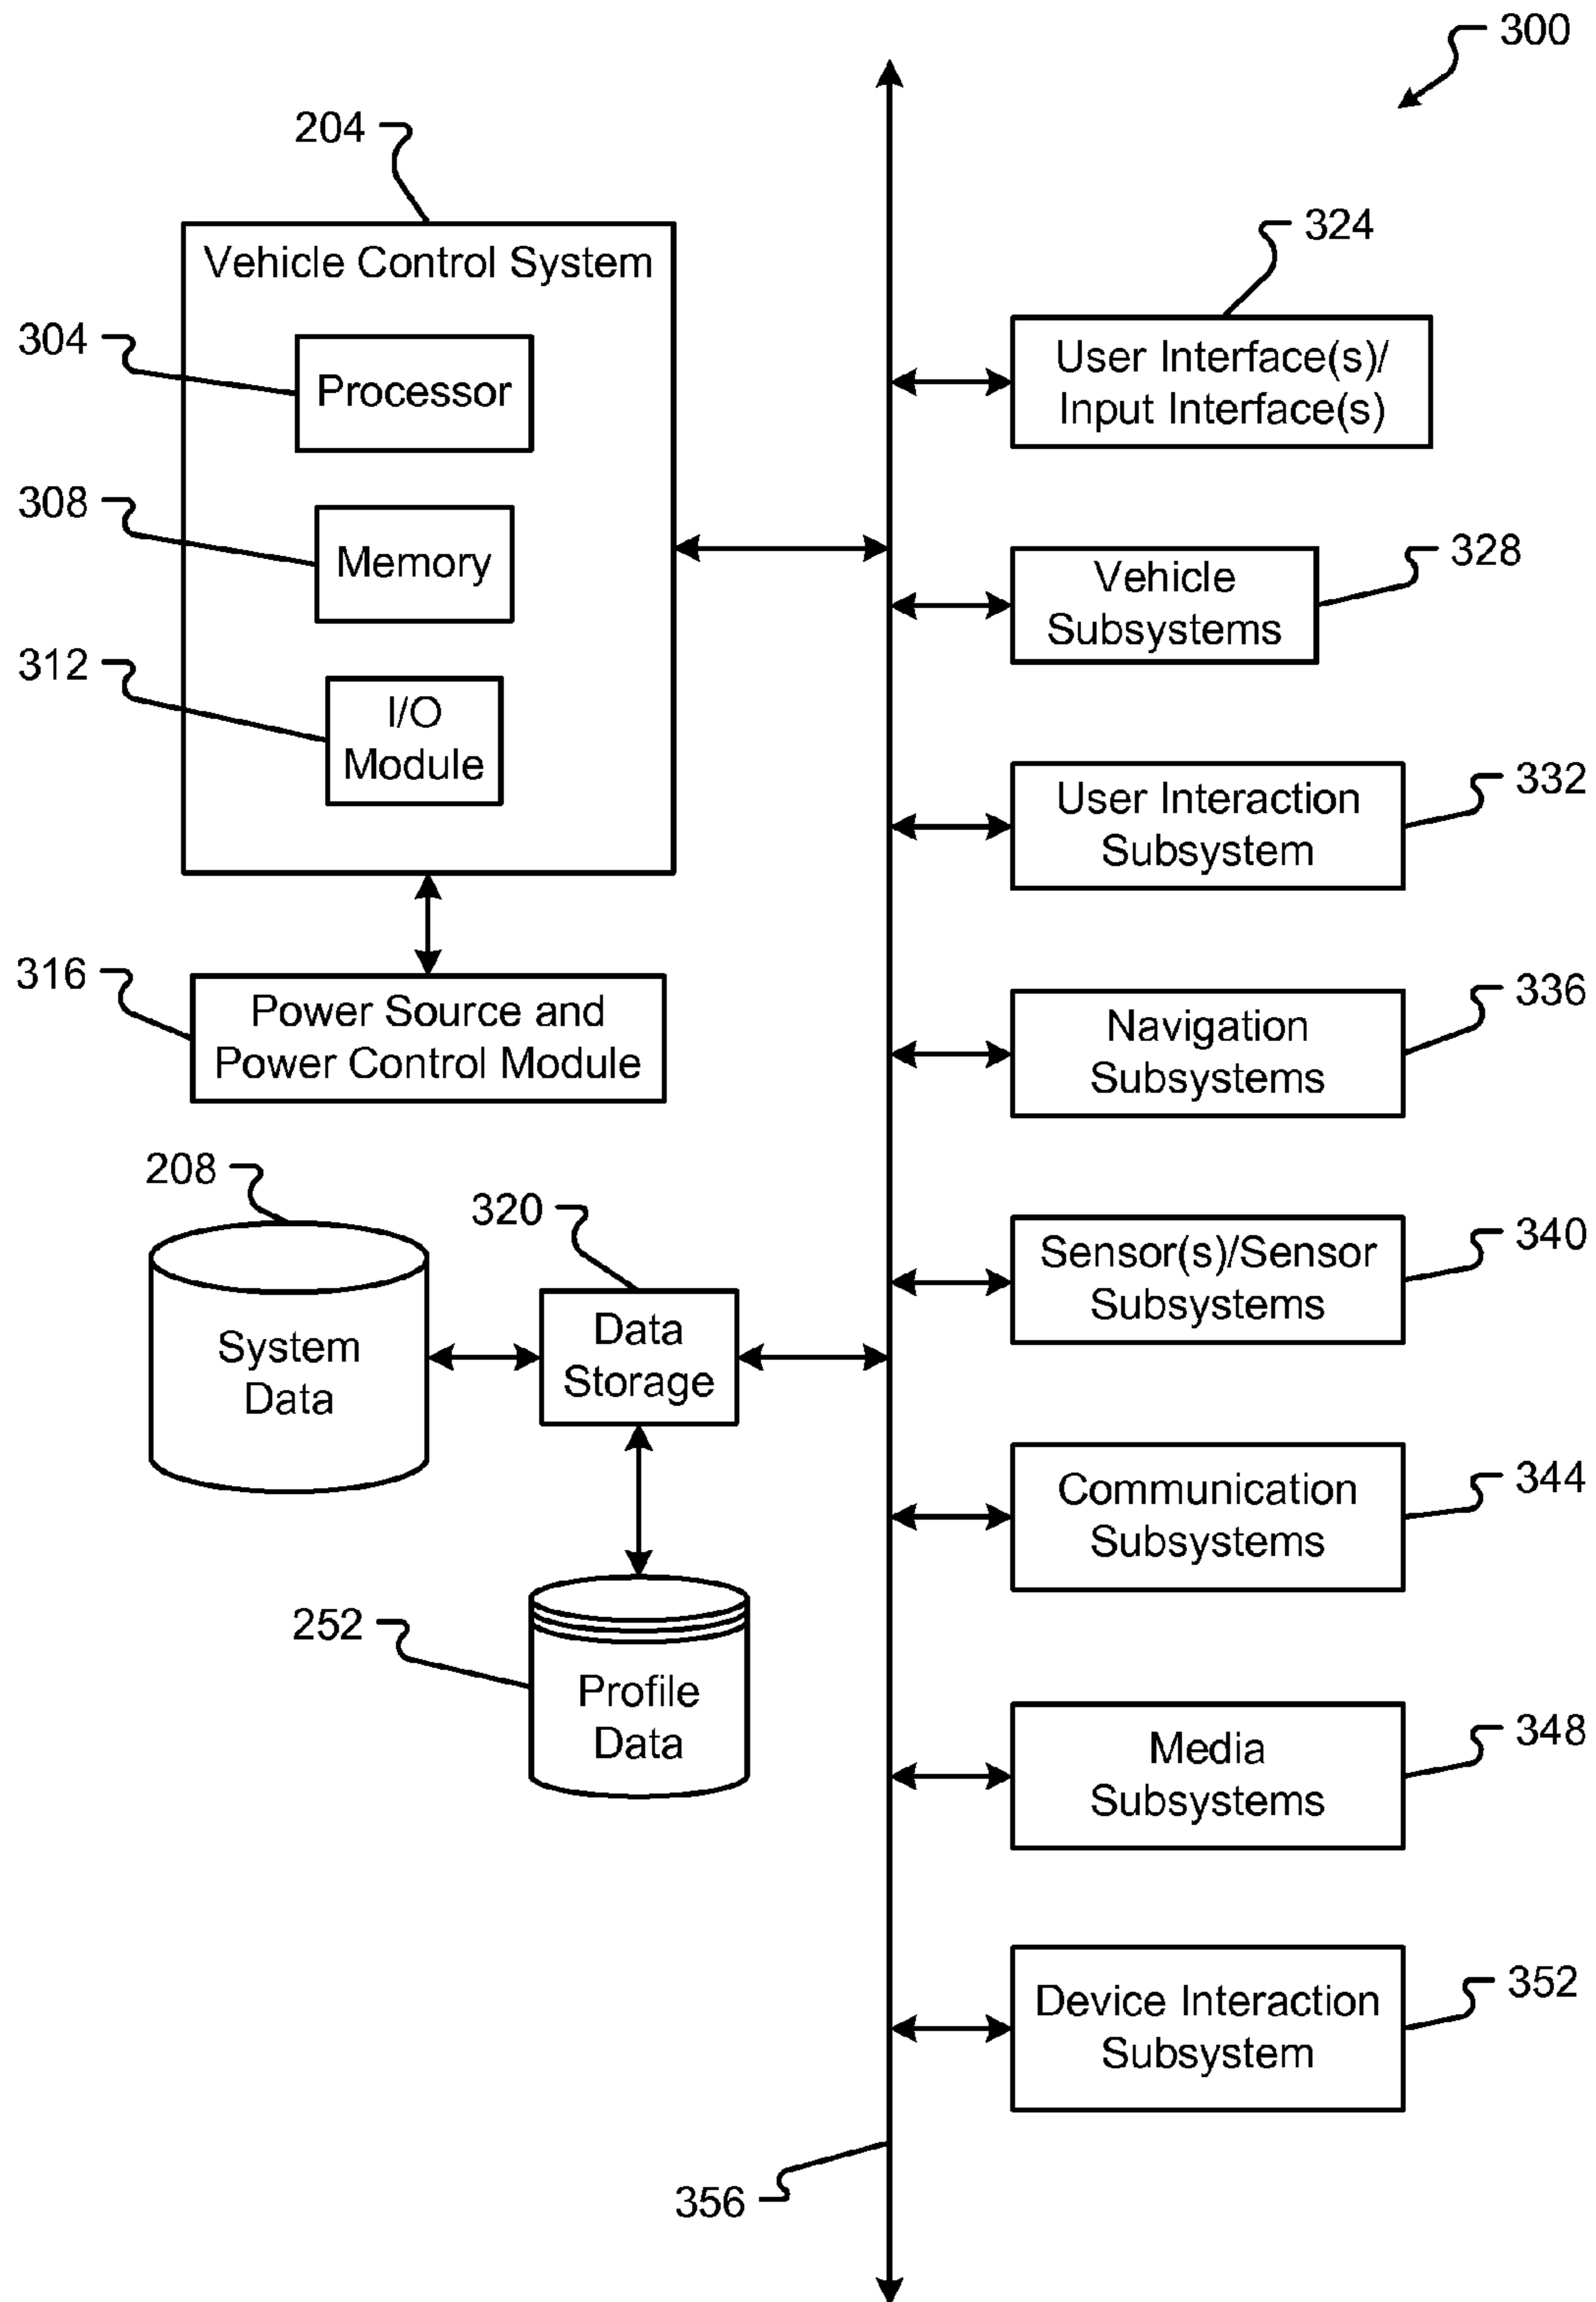 300
204
Vehicle Control System
304
Processor
308
Memory
312
I/O
Module
316
Power Source and
Power Control Module
208
System
Data
320
Data
Storage
252
Profile
Data
324
User Interface(s)/
Input Interface(s)
328
Vehicle
Subsystems
332
User Interaction
Subsystem
336
Navigation
Subsystems
340
Sensor(s)/Sensor
Subsystems
344
Communication
Subsystems
348
Media
Subsystems
352
Device Interaction
Subsystem
356